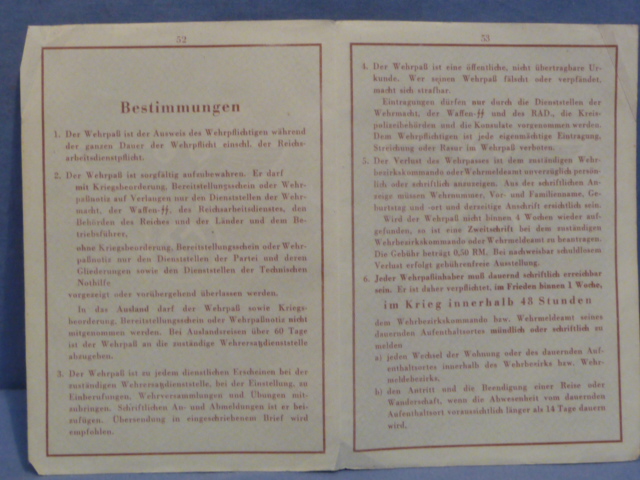 52
Bestimmungen
1. Der Wehrpaß ist der Ausweis des Wehrpflichtigen während
der ganzen Dauer der Wehrpflicht einschl. der Reichs-
arbeitsdienstpflicht.
2. Der Wehrpaß ist sorgfältig aufzubewahren. Er darf
mit Kriegsbeorderung, Bereitstellungsschein oder Wehr-
paßnotiz auf Verlangen nur den Dienststellen der Wehr-
macht, der Waffen-ᛋᛋ, des Reichsarbeitsdienstes, den
Behörden des Reiches und der Länder und dem Be-
triebsführer,
ohne Kriegsbeorderung, Bereitstellungsschein oder Wehr-
paßnotiz nur den Dienststellen der Partei und deren
Gliederungen sowie den Dienststellen der Technischen
Nothilfe
vorgezeigt oder vorübergehend überlassen werden.
In das Ausland darf der Wehrpaß sowie Kriegs-
beorderung, Bereitstellungsschein oder Wehrpaßnotiz nicht
mitgenommen werden. Bei Auslandsreisen über 60 Tage
ist der Wehrpaß an die zuständige Wehrersatzdienststelle
abzugeben.
3. Der Wehrpaß ist zu jedem dienstlichen Erscheinen bei der
zuständigen Wehrersatzdienststelle, bei der Einstellung, zu
Einberufungen, Wehrversammlungen und Übungen mit-
zubringen. Schriftlichen An- und Abmeldungen ist er bei-
zufügen. Übersendung in eingeschriebenem Brief wird
empfohlen.
53
4. Der Wehrpaß ist eine öffentliche, nicht übertragbare Ur-
kunde. Wer seinen Wehrpaß fälscht oder verpfändet,
macht sich strafbar.
Eintragungen dürfen nur durch die Dienststellen der
Wehrmacht, der Waffen-ᛋᛋ und des RAD., die Kreis-
polizeibehörden und die Konsulate vorgenommen werden.
Dem Wehrpflichtigen ist jede eigenmächtige Eintragung,
Streichung oder Rasur im Wehrpaß verboten.
5. Der Verlust des Wehrpasses ist dem zuständigen Wehr-
bezirkskommando oder Wehrmeldeamt unverzüglich persön-
lich oder schriftlich anzuzeigen. Aus der schriftlichen An-
zeige müssen Wehrnummer, Vor- und Familienname, Ge-
burtstag und -ort und derzeitige Anschrift ersichtlich sein.
Wird der Wehrpaß nicht binnen 4 Wochen wieder auf-
gefunden, so ist eine Zweitschrift bei dem zuständigen
Wehrbezirkskommando oder Wehrmeldeamt zu beantragen.
Die Gebühr beträgt 0,50 RM. Bei nachweisbar schuldlosem
Verlust erfolgt gebührenfreie Ausstellung.
6. Jeder Wehrpaßinhaber muß dauernd schriftlich erreichbar
sein. Er ist daher verpflichtet, im Frieden binnen 1 Woche,
im Krieg innerhalb 48 Stunden
dem Wehrbezirkskommando bzw. Wehrmeldeamt seines
dauernden Aufenthaltsortes mündlich oder schriftlich zu
melden
a) jeden Wechsel der Wohnung oder des dauernden Auf-
enthaltsortes innerhalb des Wehrbezirks bzw. Wehr-
meldebezirks.
b) den Antritt und die Beendigung einer Reise oder
Wanderschaft, wenn die Abwesenheit vom dauernden
Aufenthaltsort voraussichtlich länger als 14 Tage dauern
wird,